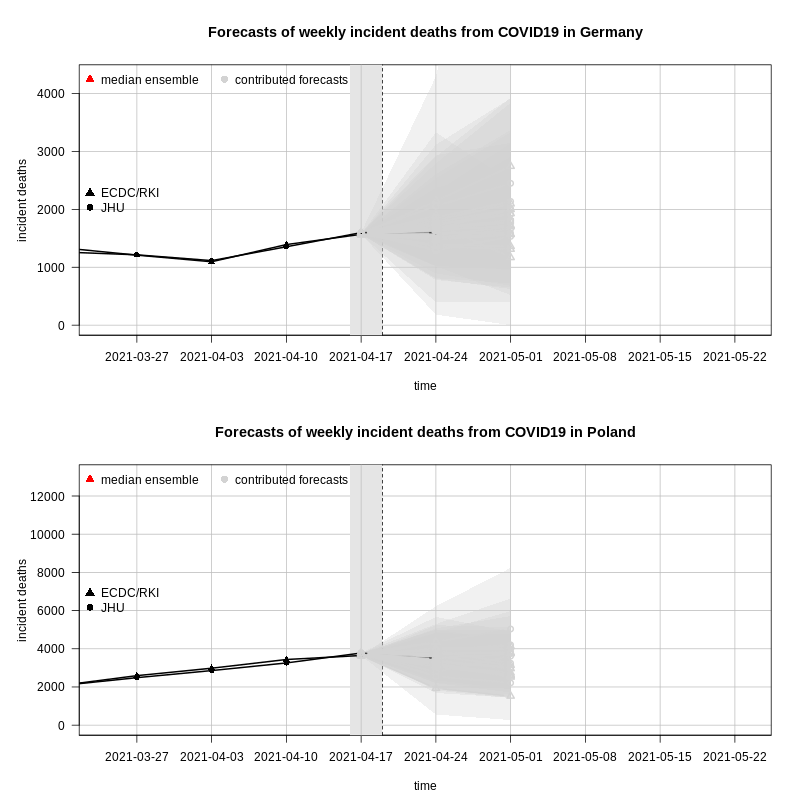 Forecasts of weekly incident deaths from COVID19 in Germany
median ensemble contributed forecasts
4000
3000
ECDC/RKI
JHU
2000
1000
0
incident deaths
2021-03-27 2021-04-03 2021-04-10 2021-04-17 2021-04-24 2021-05-01 2021-05-08 2021-05-15 2021-05-22
time
Forecasts of weekly incident deaths from COVID19 in Poland
median ensemble contributed forecasts
12000
10000
8000
ECDC/RKI
JHU
6000
4000
2000
0
incident deaths
2021-03-27 2021-04-03 2021-04-10 2021-04-17 2021-04-24 2021-05-01 2021-05-08 2021-05-15 2021-05-22
time